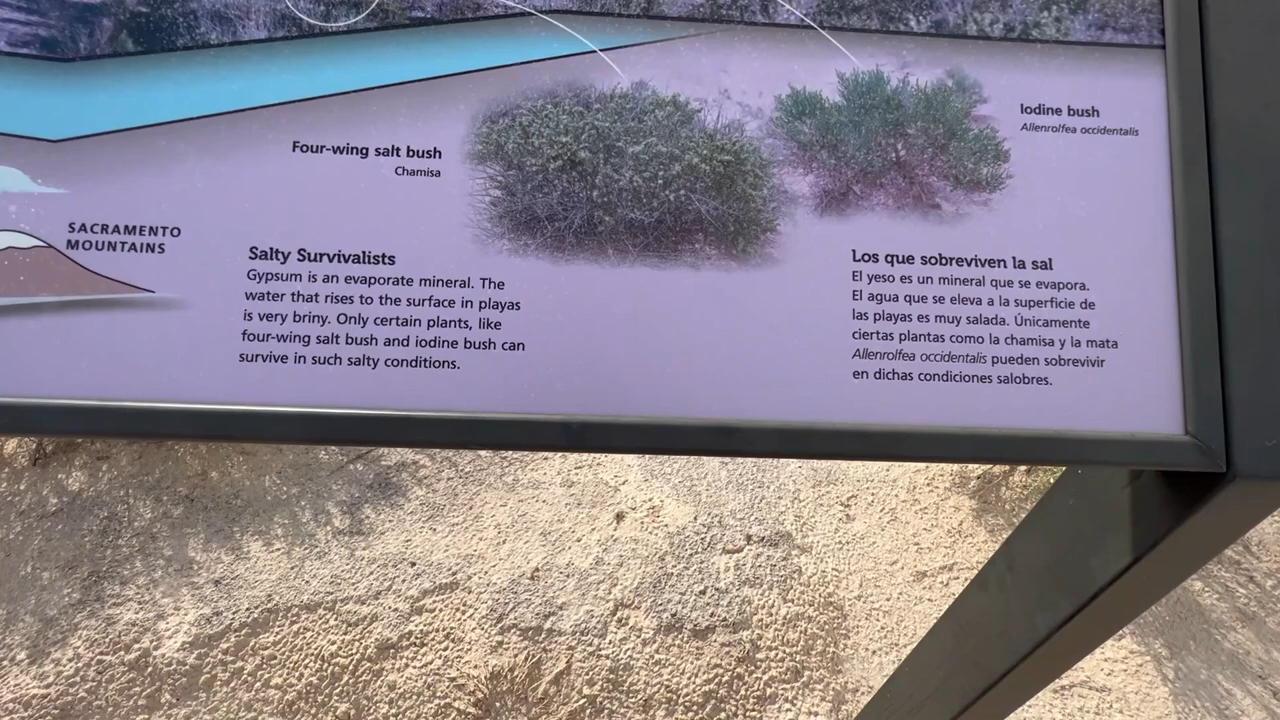 Iodine bush
Allenrolfea occidentalis
Four-wing salt bush
Chamisa
SACRAMENTO
MOUNTAINS
Salty Survivalists
Gypsum is an evaporate mineral. The
water that rises to the surface in playas
is very briny. Only certain plants, like
four-wing salt bush and iodine bush can
survive in such salty conditions.
Los que sobreviven la sal
El yeso es un mineral que se evapora.
El agua que se eleva a la superficie de
las playas es muy salada. Únicamente
ciertas plantas como la chamisa y la mata
Allenrolfea occidentalis pueden sobrevivir
en dichas condiciones salobres.